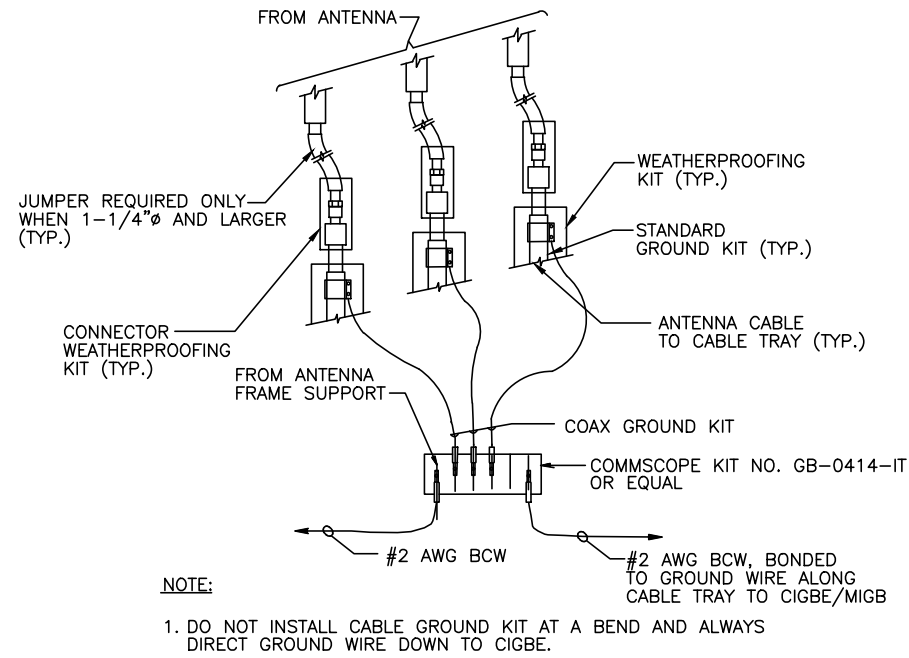 FROM ANTENNA
JUMPER REQUIRED ONLY
WHEN 1-1/4"ø AND LARGER
(TYP.)
WEATHERPROOFING
KIT (TYP.)
STANDARD
GROUND KIT (TYP.)
CONNECTOR
WEATHERPROOFING
KIT (TYP.)
ANTENNA CABLE
TO CABLE TRAY (TYP.)
FROM ANTENNA
FRAME SUPPORT
COAX GROUND KIT
COMMSCOPE KIT NO. GB-0414-IT
OR EQUAL
#2 AWG BCW
#2 AWG BCW, BONDED
TO GROUND WIRE ALONG
CABLE TRAY TO CIGBE/MIGB
NOTE:
1. DO NOT INSTALL CABLE GROUND KIT AT A BEND AND ALWAYS
DIRECT GROUND WIRE DOWN TO CIGBE.